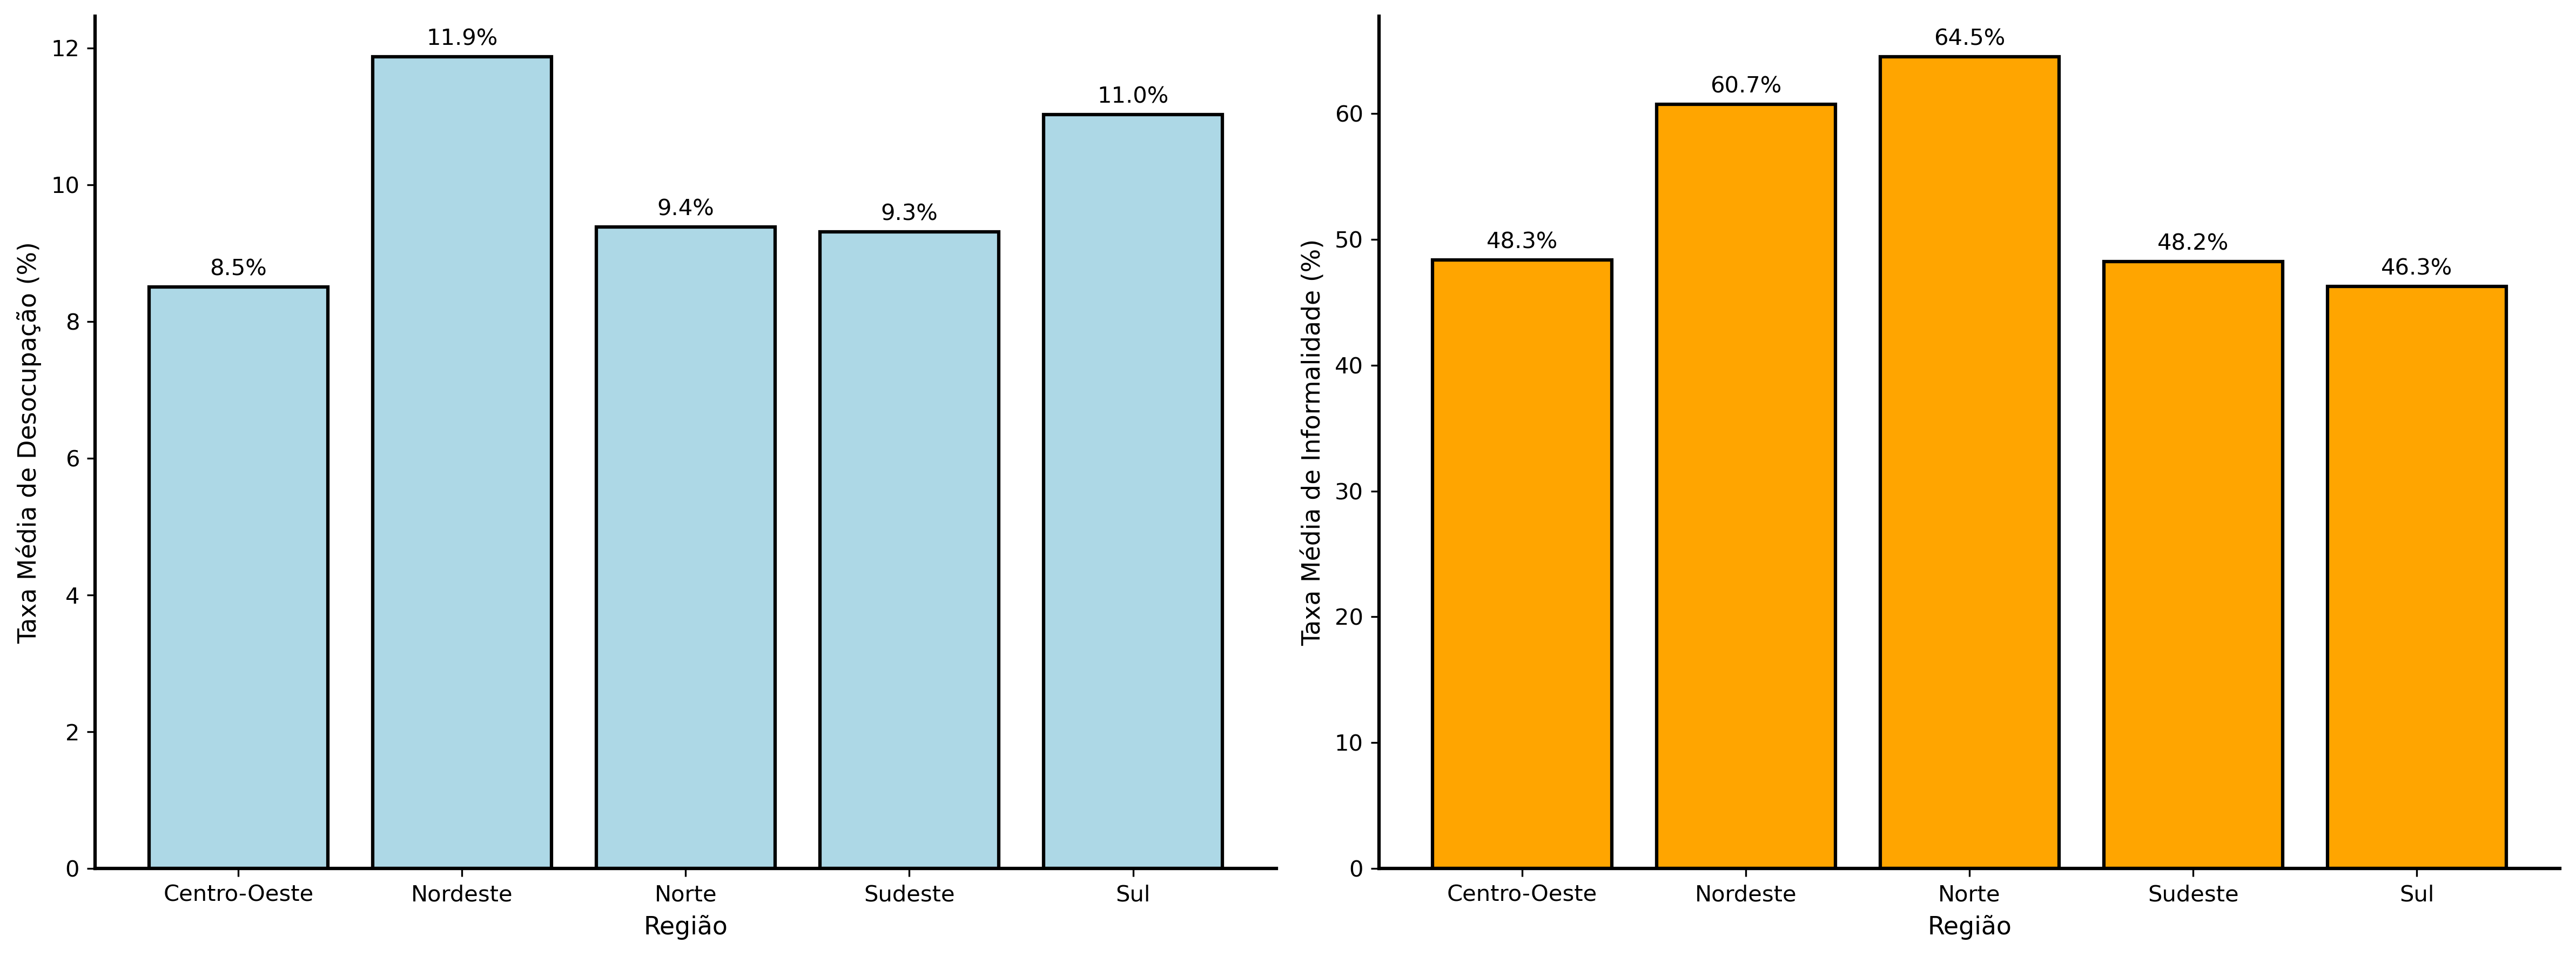 Taxa Média de Desocupação (%)
12
10
8
6
4
2
0
8.5%
11.9%
9.4%
9.3%
11.0%
Centro-Oeste
Nordeste
Norte
Sudeste
Sul
Região
Taxa Média de Informalidade (%)
60
50
40
30
20
10
0
48.3%
60.7%
64.5%
48.2%
46.3%
Centro-Oeste
Nordeste
Norte
Sudeste
Sul
Região